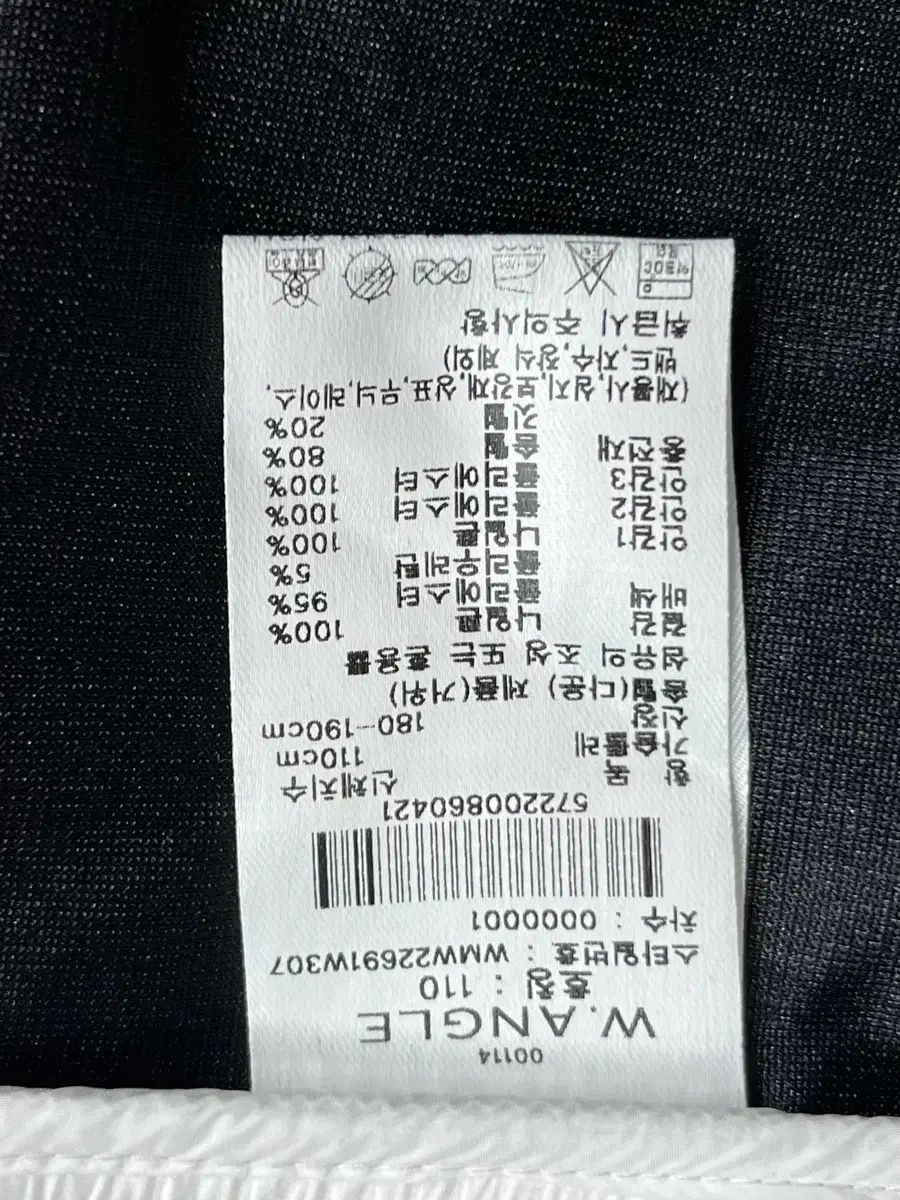 00114
W.ANGLE
호칭 : 110
스타일번호 : WMW22691W307
차수 : 0000001
572200860421
항 목 신체치수
가슴둘레 110cm
신장 180-190cm
솜털(다운) 제품(거위)
섬유의 조성 또는 혼용률
겉감 나일론 100%
배색 폴리에스터 95%
폴리우레탄 5%
안감1 나일론 100%
안감2 폴리에스터 100%
안감3 폴리에스터 100%
충전재 솜털 80%
깃털 20%
(재봉사,심지,보강재,상표,무늬,레이스,
밴드,자수,장식 제외)
취급시 주의사항